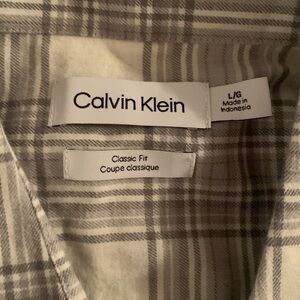 Calvin Klein
L/G
Made in
Indonesia
Classic Fit
Coupe classique